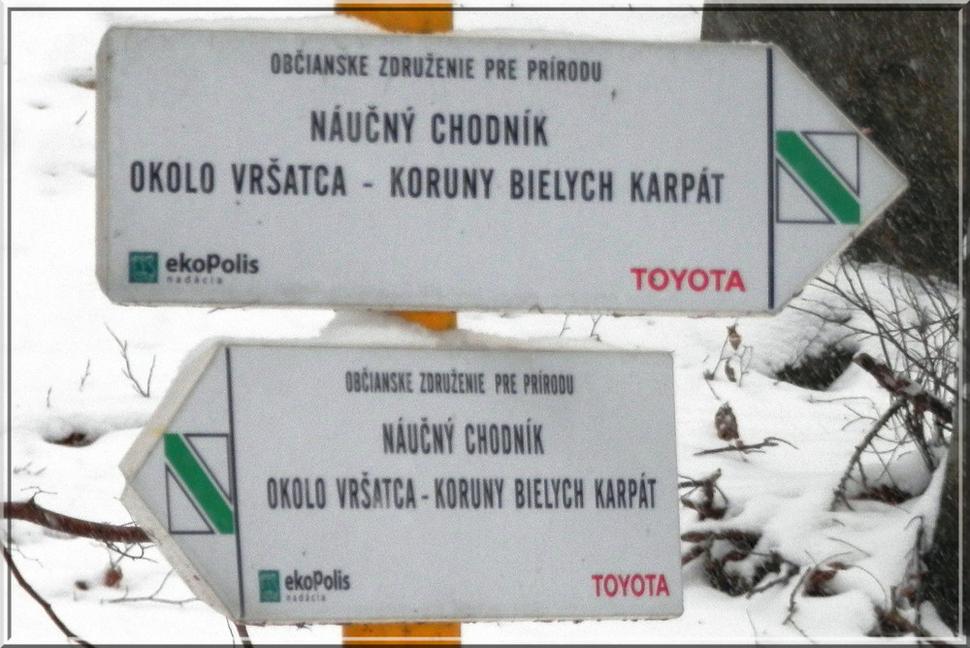 OBČIANSKE ZDRUŽENIE PRE PRÍRODU
NÁUČNÝ CHODNÍK
OKOLO VRŠATCA - KORUNY BIELYCH KARPÁT
ekoPolis
nadácia
TOYOTA
OBČIANSKE ZDRUŽENIE PRE PRÍRODU
NÁUČNÝ CHODNÍK
OKOLO VRŠATCA - KORUNY BIELYCH KARPÁT
ekoPolis
nadácia
TOYOTA